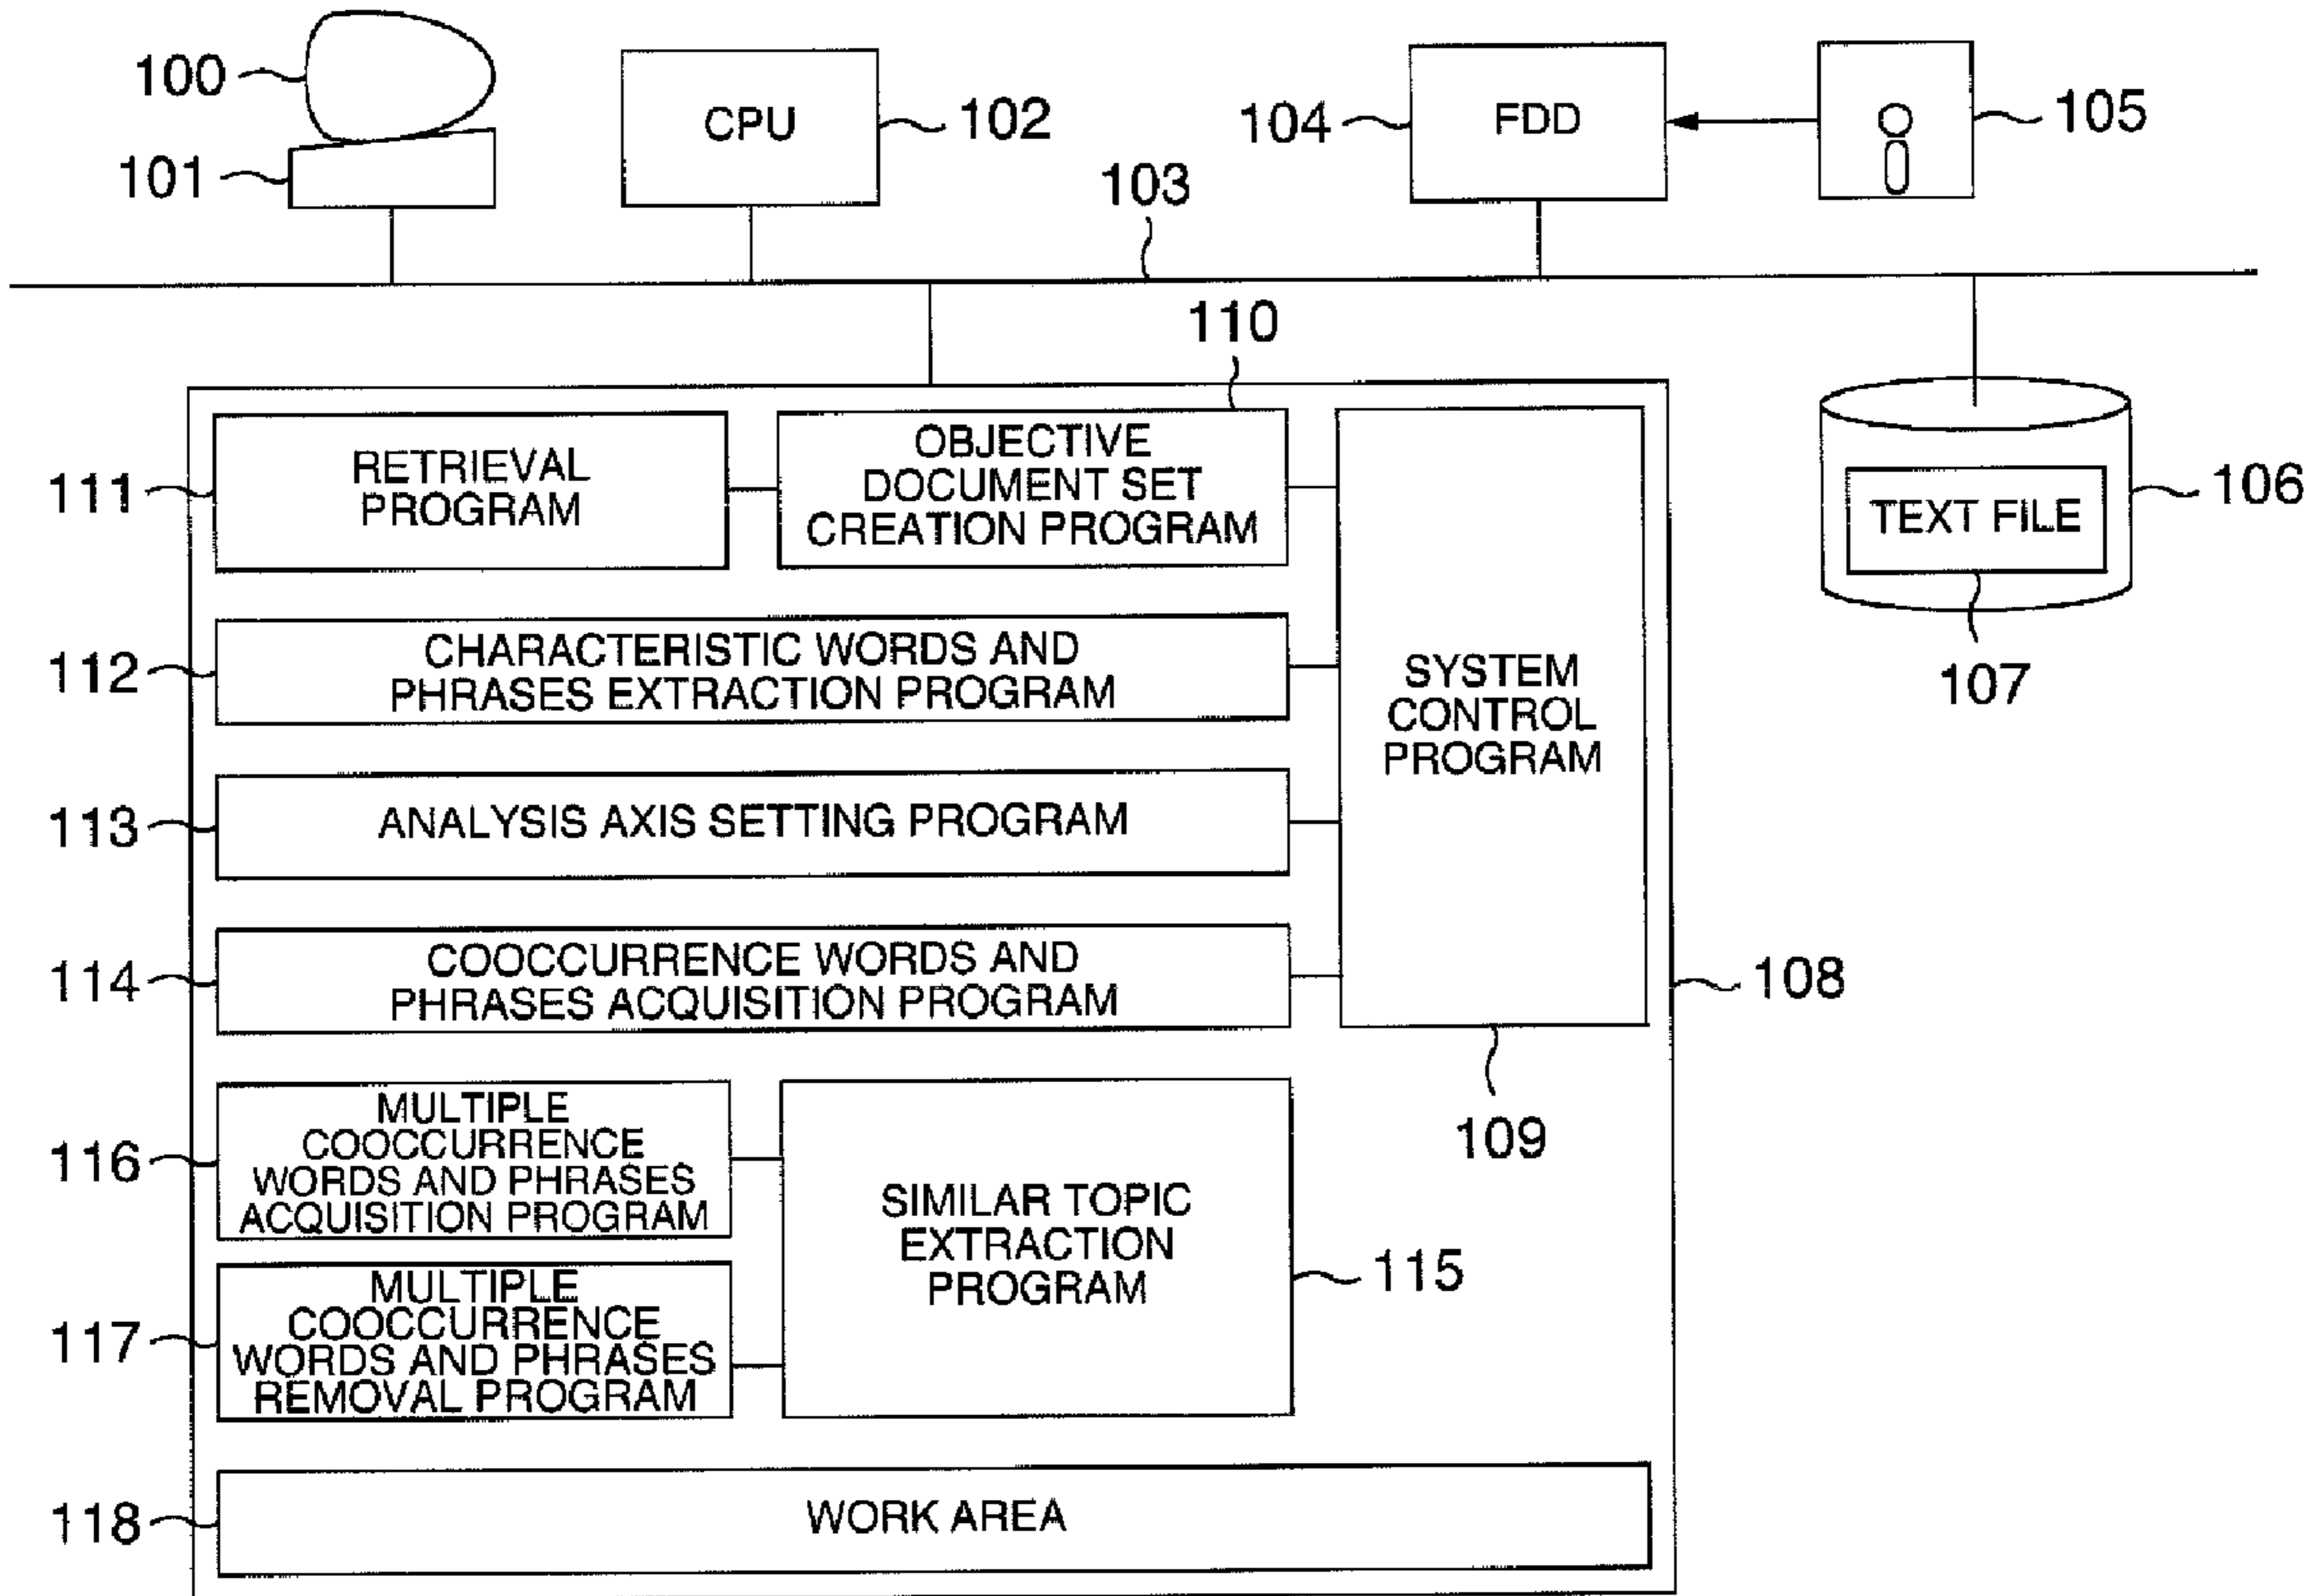 100
101
CPU
102
103
104
FDD
105
110
111
RETRIEVAL
PROGRAM
OBJECTIVE
DOCUMENT SET
CREATION PROGRAM
TEXT FILE
106
107
112
CHARACTERISTIC WORDS AND
PHRASES EXTRACTION PROGRAM
SYSTEM
CONTROL
PROGRAM
113
ANALYSIS AXIS SETTING PROGRAM
114
COOCCURRENCE WORDS AND
PHRASES ACQUISITION PROGRAM
108
109
116
MULTIPLE
COOCCURRENCE
WORDS AND PHRASES
ACQUISITION PROGRAM
SIMILAR TOPIC
EXTRACTION
PROGRAM
115
117
MULTIPLE
COOCCURRENCE
WORDS AND PHRASES
REMOVAL PROGRAM
118
WORK AREA